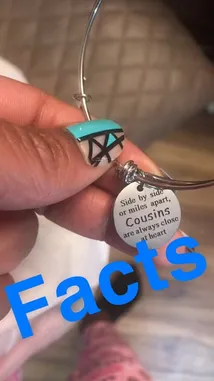 Side by side
or miles apart,
Cousins
are always close
at heart
Facts